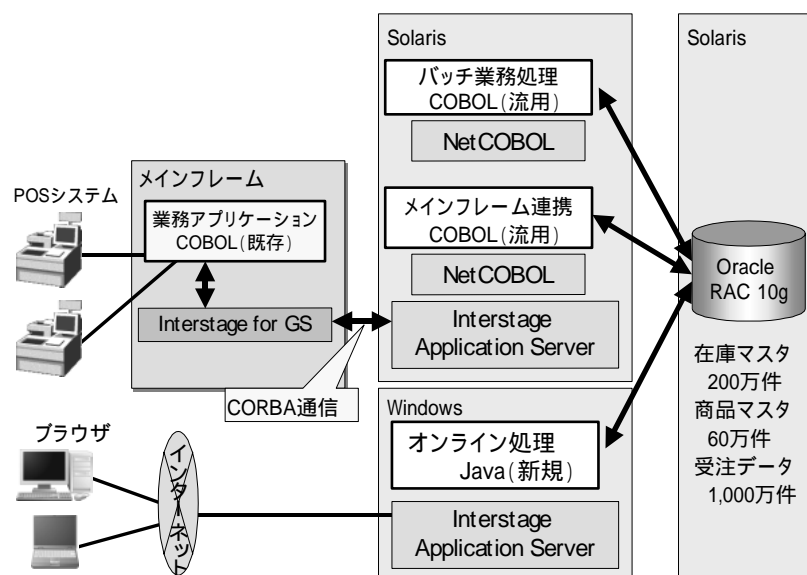 Solaris
バッチ業務処理
COBOL(流用)
NetCOBOL
メインフレーム連携
COBOL(流用)
NetCOBOL
Interstage
Application Server
Solaris
Oracle
RAC 10g
在庫マスタ
200万件
商品マスタ
60万件
受注データ
1,000万件
POSシステム
メインフレーム
業務アプリケーション
COBOL(既存)
Interstage for GS
CORBA通信
Windows
オンライン処理
Java(新規)
Interstage
Application Server
ブラウザ
インターネット